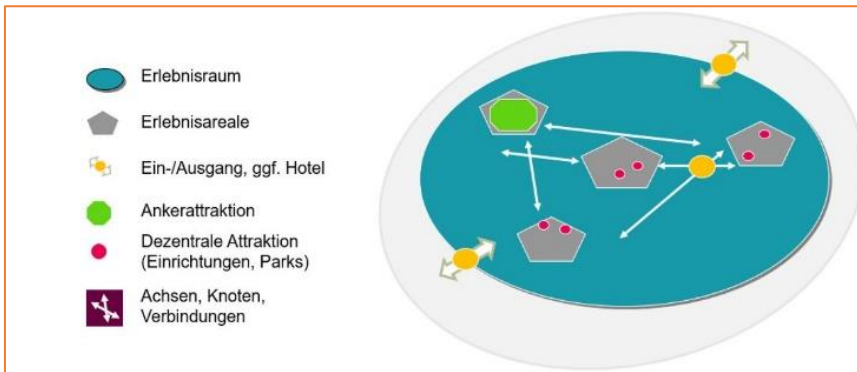 Erlebnisraum
Erlebnisareale
Ein-/Ausgang, ggf. Hotel
Ankerattraktion
Dezentrale Attraktion
(Einrichtungen, Parks)
Achsen, Knoten,
Verbindungen